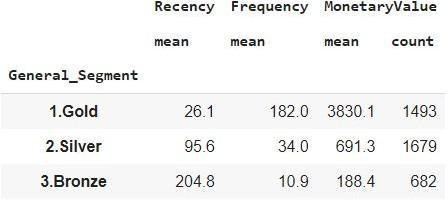 Recency Frequency MonetaryValue
mean mean mean count
General_Segment
1.Gold 26.1 182.0 3830.1 1493
2.Silver 95.6 34.0 691.3 1679
3.Bronze 204.8 10.9 188.4 682